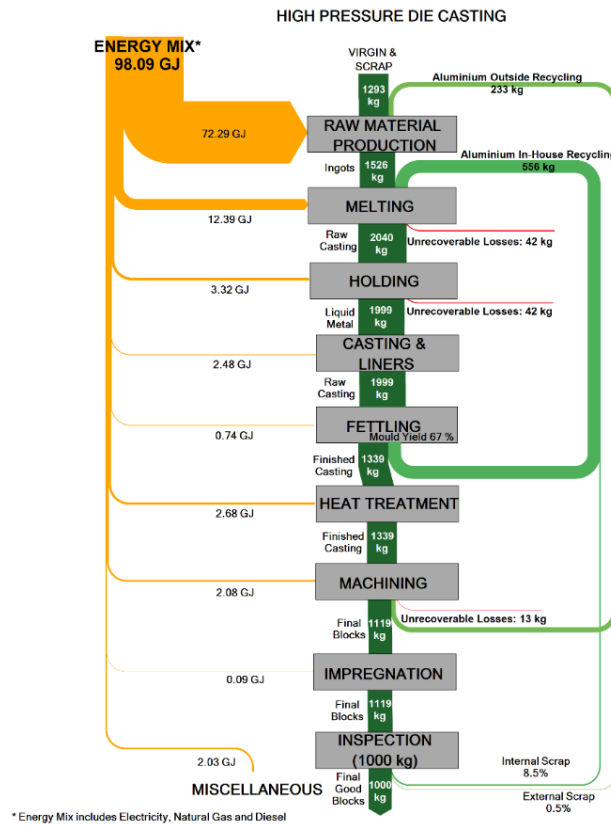 HIGH PRESSURE DIE CASTING
ENERGY MIX*
98.09 GJ
VIRGIN &
SCRAP
Aluminium Outside Recycling
233 kg
1293
kg
72.29 GJ
RAW MATERIAL
PRODUCTION
Aluminium In-House Recycling
556 kg
Ingots
1526
kg
MELTING
12.39 GJ
Raw
Casting
2040
kg
Unrecoverable Losses: 42 kg
HOLDING
3.32 GJ
Liquid
Metal
1999
kg
Unrecoverable Losses: 42 kg
CASTING &
LINERS
2.48 GJ
Raw
Casting
1999
kg
FETTLING
Mould Yield 67 %
0.74 GJ
Finished
Casting
1339
kg
HEAT TREATMENT
2.68 GJ
Finished
Casting
1339
kg
MACHINING
2.08 GJ
Final
Blocks
1119
kg
Unrecoverable Losses: 13 kg
IMPREGNATION
0.09 GJ
Final
Blocks
1119
kg
INSPECTION
(1000 kg)
2.03 GJ
MISCELLANEOUS
Final
Good
Blocks
1000
kg
Internal Scrap
8.5%
External Scrap
0.5%
* Energy Mix includes Electricity, Natural Gas and Diesel